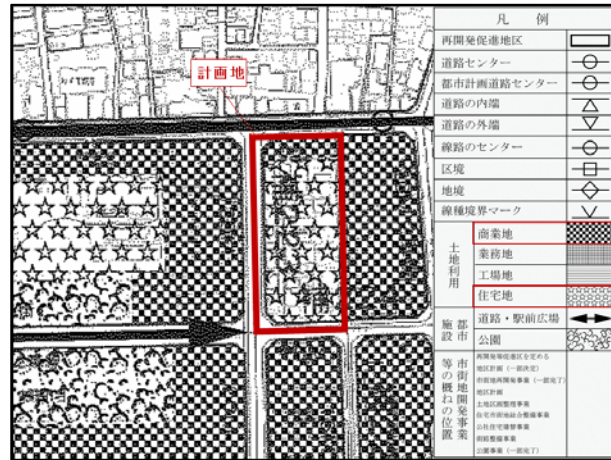 計画地
凡 例
再開発促進地区
道路センター
都市計画道路センター
道路の内端
道路の外端
線路のセンター
区境
地境
線種境界マーク
土地利用
商業地
業務地
工場地
住宅地
都市施設
道路・駅前広場
公園
市街地開発事業等の概ねの位置
再開発等促進区を定める
地区計画（一部決定）
市街地再開発事業（一部完了）
地区計画
土地区画整理事業
住宅市街地総合整備事業
公社住宅建替事業
街路整備事業
公園事業（一部完了）